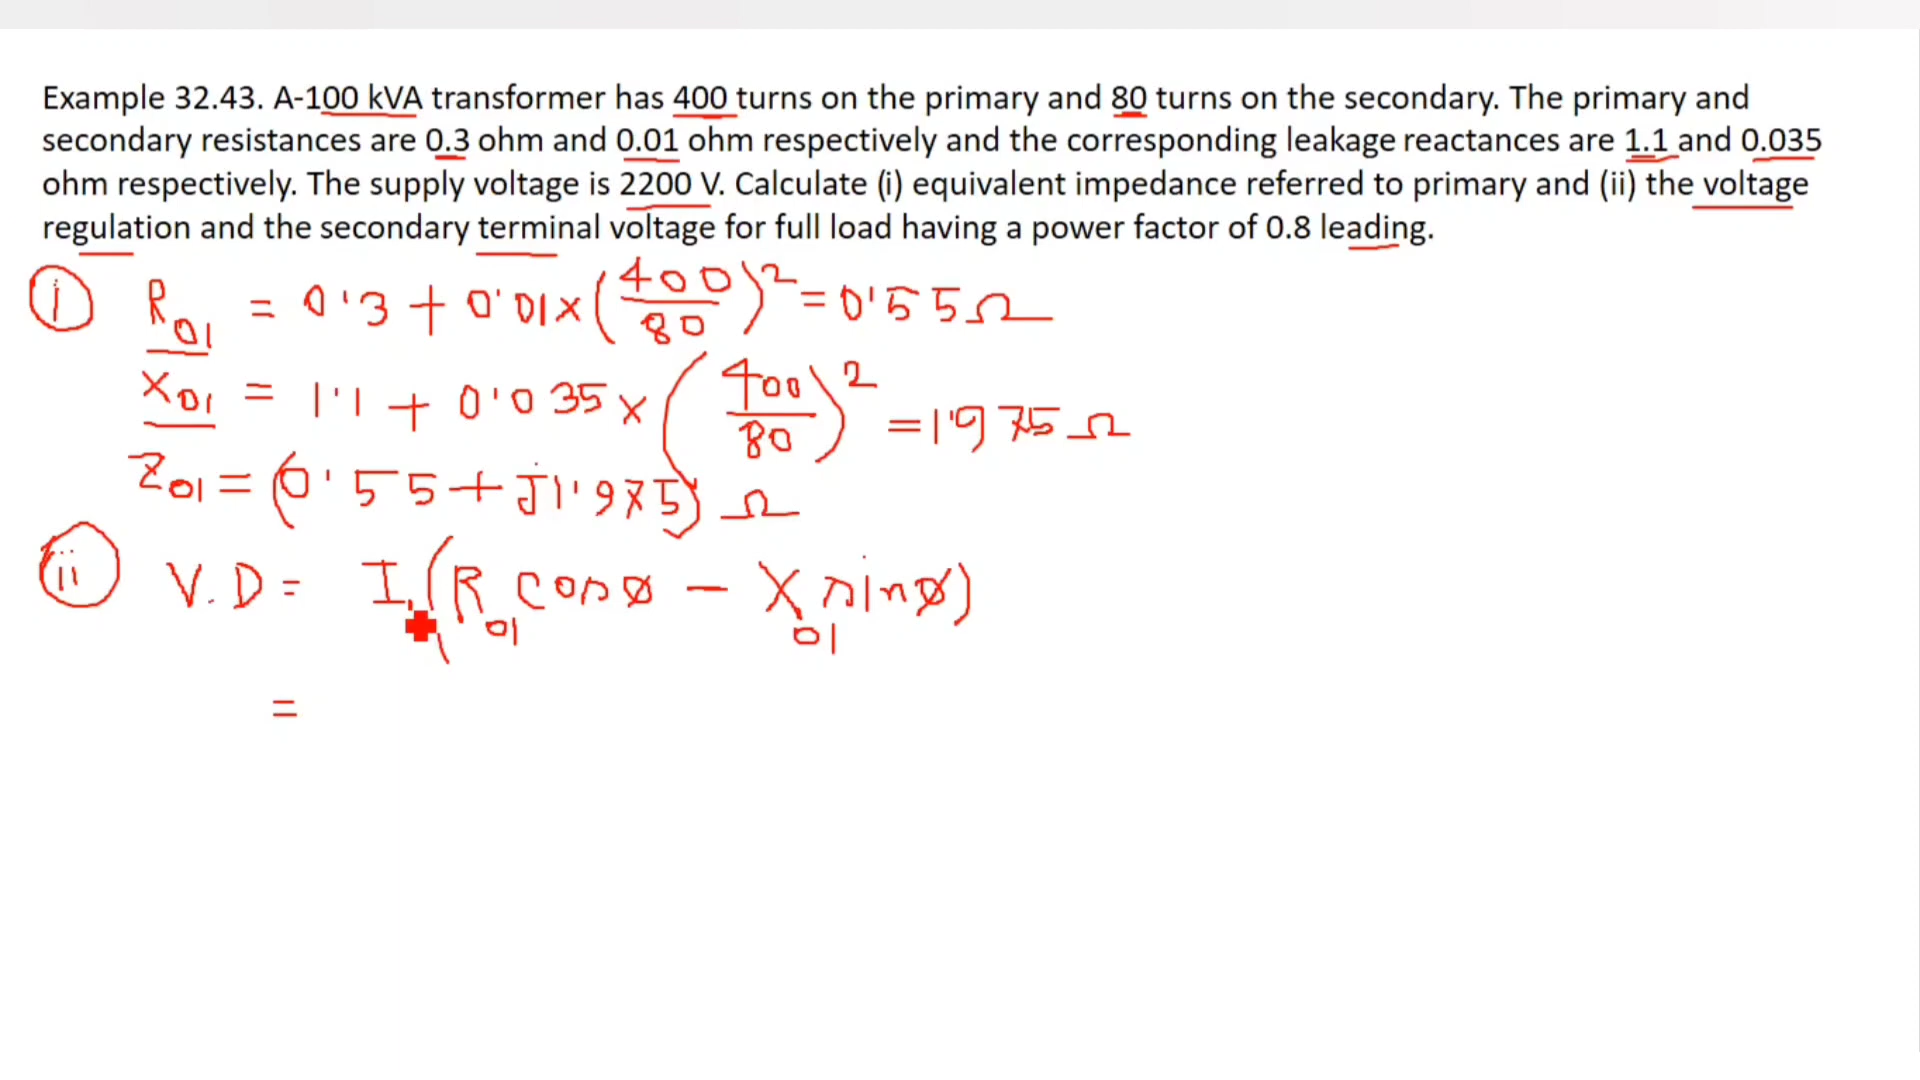 Example 32.43. A-100 kVA transformer has 400 turns on the primary and 80 turns on the secondary. The primary and
secondary resistances are 0.3 ohm and 0.01 ohm respectively and the corresponding leakage reactances are 1.1 and 0.035
ohm respectively. The supply voltage is 2200 V. Calculate (i) equivalent impedance referred to primary and (ii) the voltage
regulation and the secondary terminal voltage for full load having a power factor of 0.8 leading.
(i) R₀₁ = 0.3 + 0.01 × (400/80)² = 0.55 Ω
X₀₁ = 1.1 + 0.035 × (400/80)² = 1.975 Ω
Z₀₁ = (0.55 + j1.975) Ω
(ii) V.D = I₁(R₀₁ cosø − X₀₁ sinø)
=